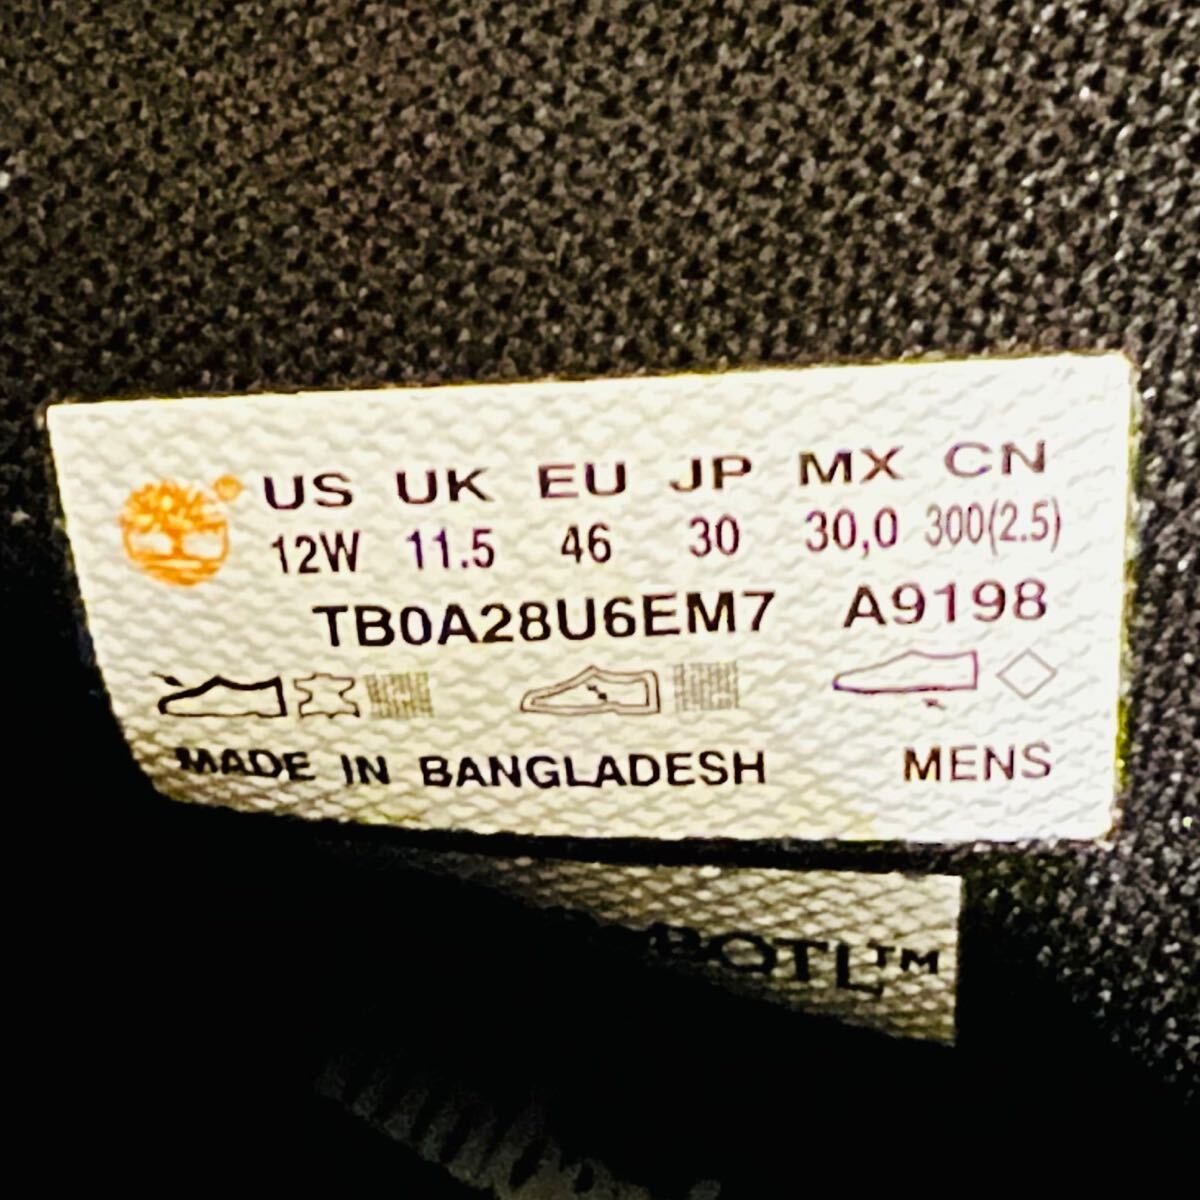 US UK EU JP MX CN
12W 11.5 46 30 30,0 300(2.5)
TB0A28U6EM7 A9198
MADE IN BANGLADESH MENS